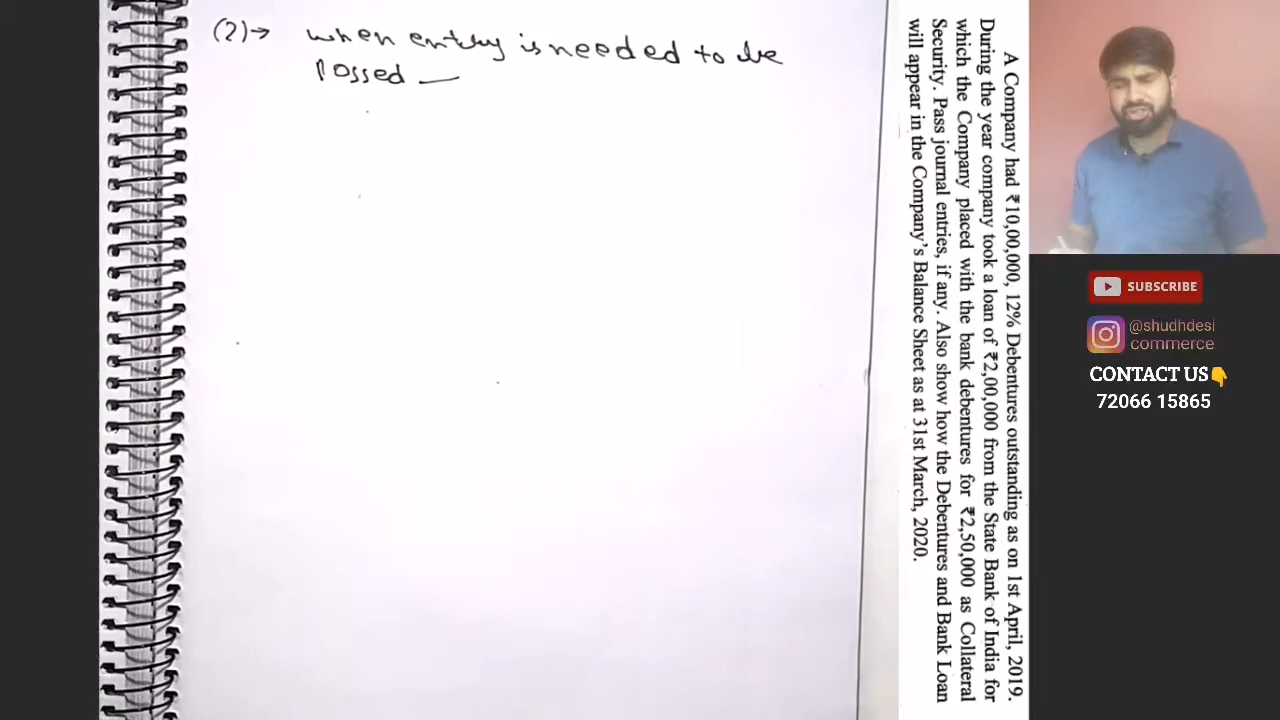 (2)→ when entry is needed to be
Possed —
A Company had ₹10,00,000, 12% Debentures outstanding as on 1st April, 2019.
During the year company took a loan of ₹2,00,000 from the State Bank of India for
which the Company placed with the bank debentures for ₹2,50,000 as Collateral
Security. Pass journal entries, if any. Also show how the Debentures and Bank Loan
will appear in the Company's Balance Sheet as at 31st March, 2020.
SUBSCRIBE
@shudhdesi
commerce
CONTACT US👇
72066 15865